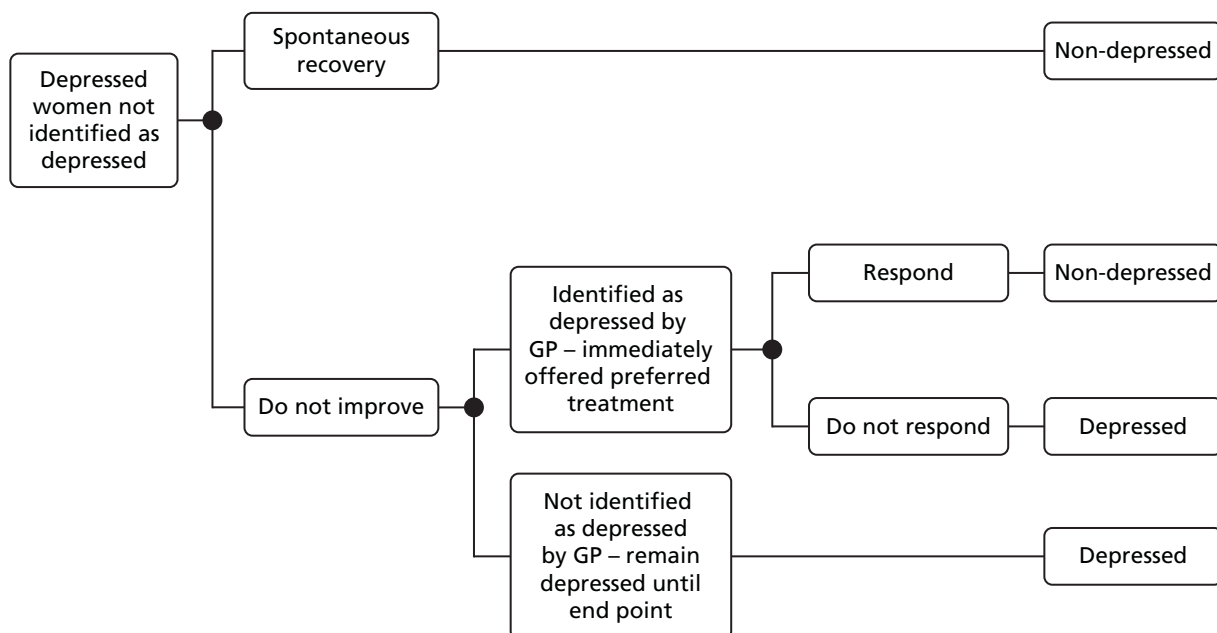 Depressed
women not
identified as
depressed
Spontaneous
recovery
Non-depressed
Do not improve
Identified as
depressed by
GP – immediately
offered preferred
treatment
Respond
Non-depressed
Do not respond
Depressed
Not identified
as depressed
by GP – remain
depressed until
end point
Depressed